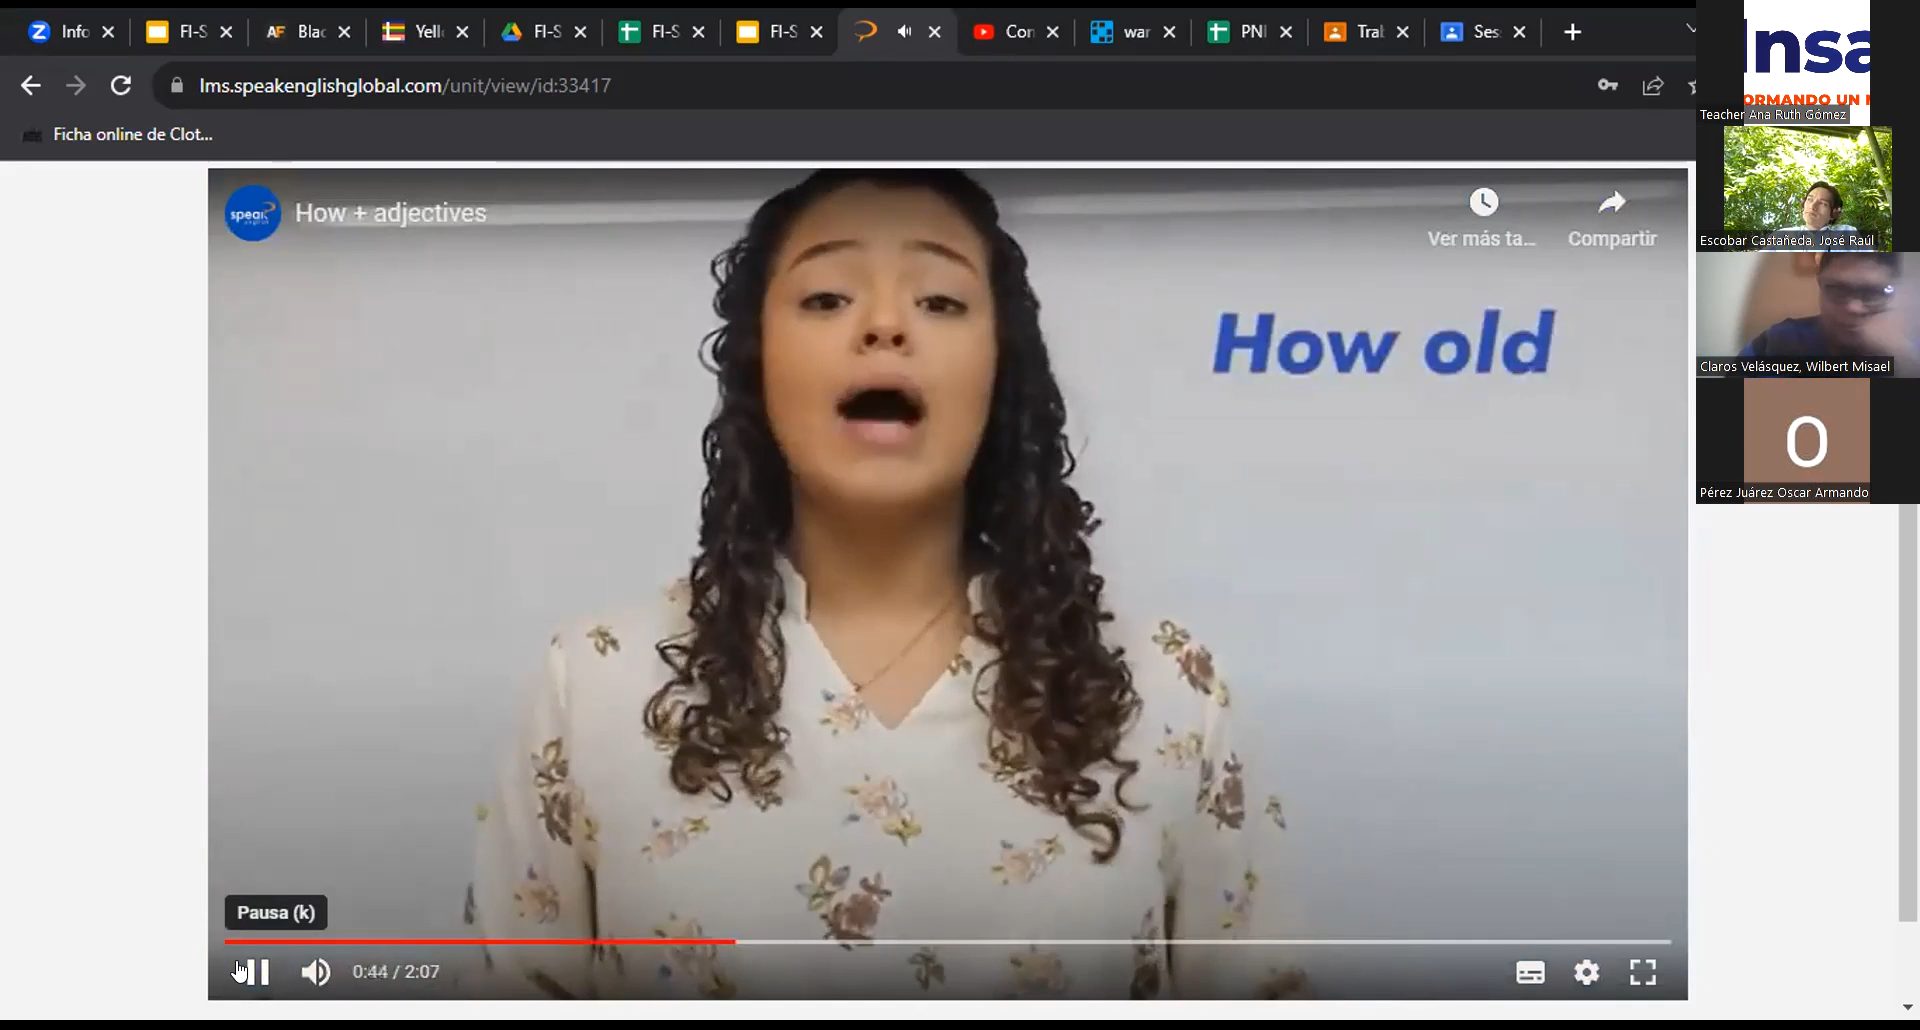 Info
FI-S
Blac
Yell
FI-S
FI-S
FI-S
Con
war
PNI
Tral
Ses
lms.speakenglishglobal.com/unit/view/id:33417
Ficha online de Clot...
speak
How + adjectives
Ver más ta...
Compartir
How old
Pausa (k)
0:44 / 2:07
Insa
ORMANDO UN
Teacher Ana Ruth Gómez
Escobar Castañeda, José Raúl
Claros Velásquez, Wilbert Misael
O
Pérez Juárez Oscar Armando